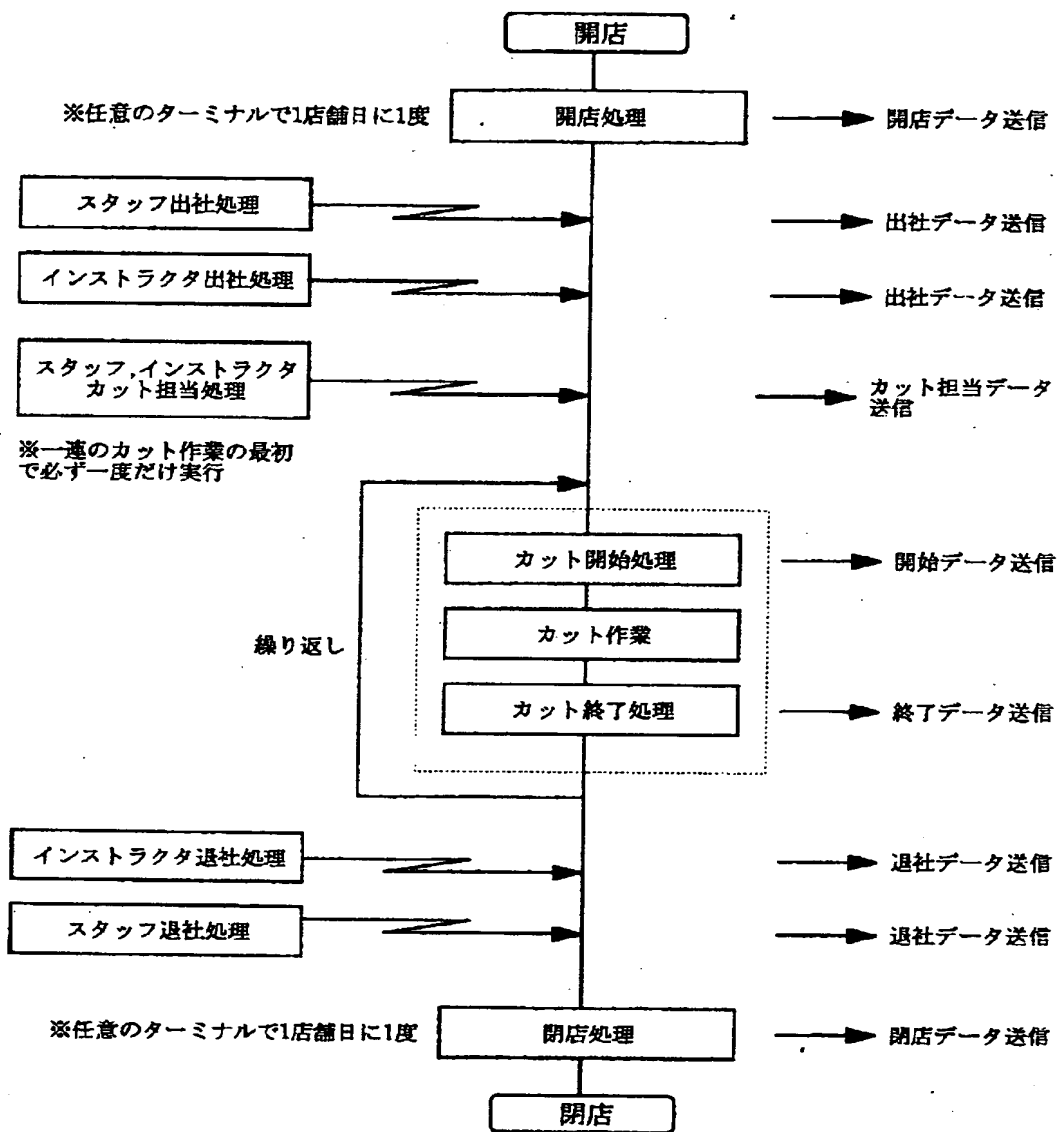 開店
※任意のターミナルで1店舗日に1度
開店処理
開店データ送信
スタッフ出社処理
出社データ送信
インストラクタ出社処理
出社データ送信
スタッフ,インストラクタ
カット担当処理
カット担当データ
送信
※一連のカット作業の最初
で必ず一度だけ実行
カット開始処理
開始データ送信
繰り返し
カット作業
カット終了処理
終了データ送信
インストラクタ退社処理
退社データ送信
スタッフ退社処理
退社データ送信
※任意のターミナルで1店舗日に1度
閉店処理
閉店データ送信
閉店